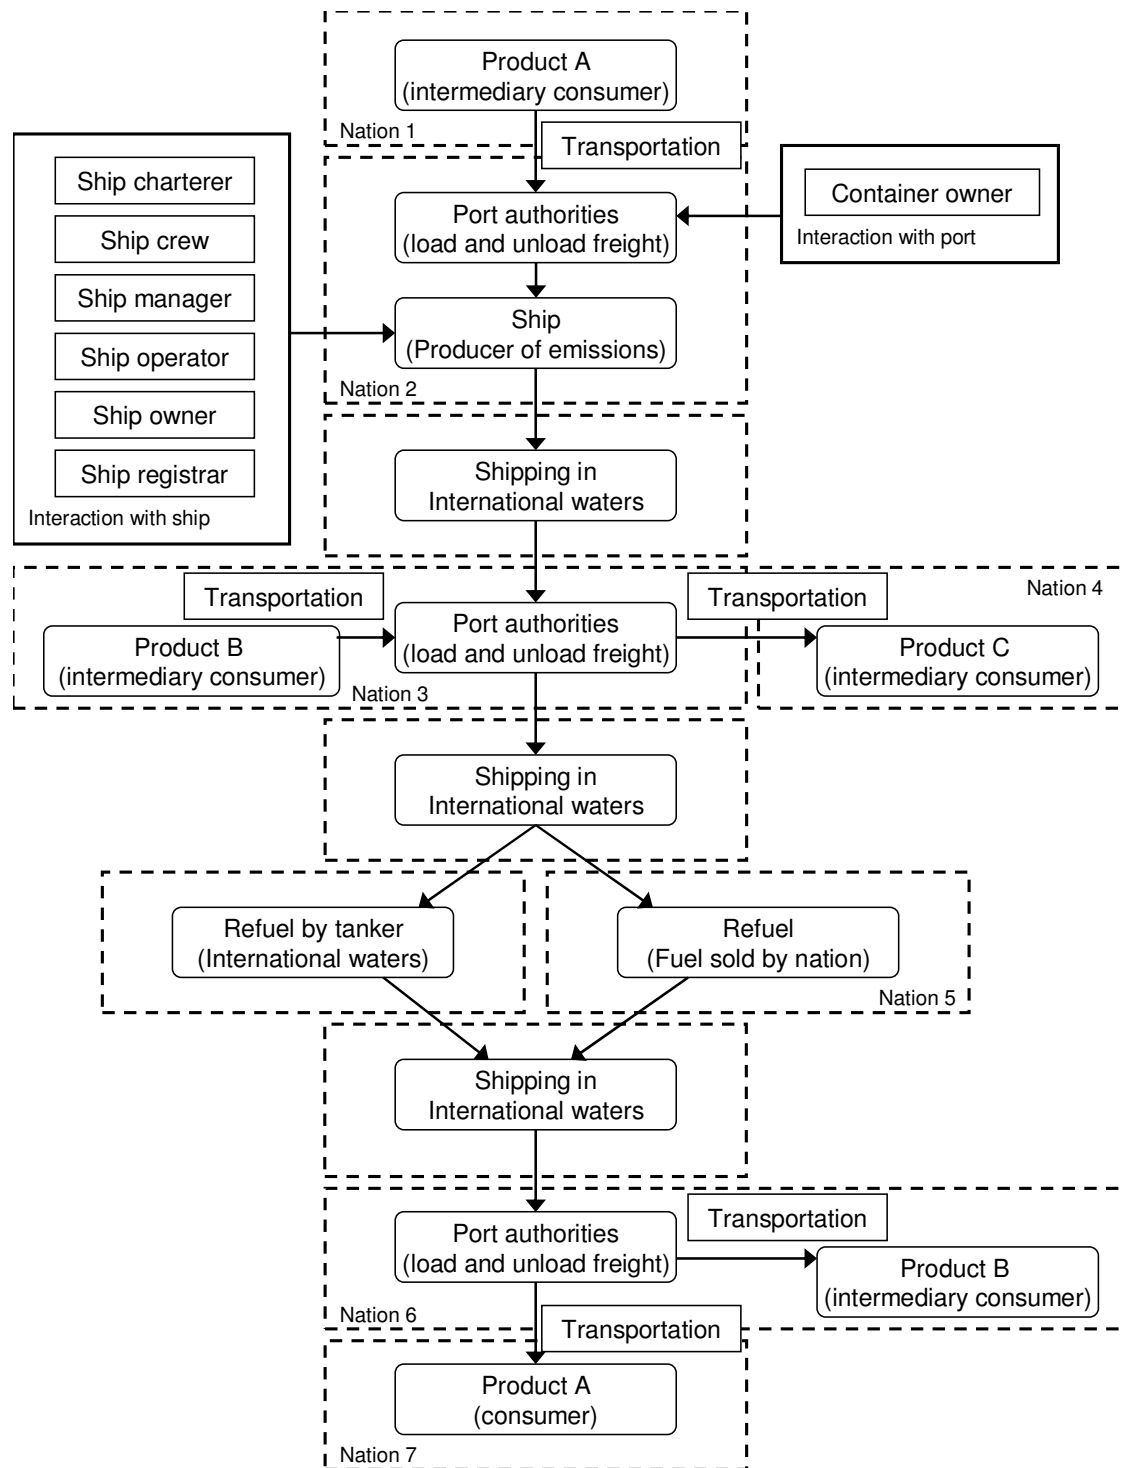 Product A
(intermediary consumer)
Nation 1
Transportation
Ship charterer
Ship crew
Ship manager
Ship operator
Ship owner
Ship registrar
Interaction with ship
Container owner
Interaction with port
Port authorities
(load and unload freight)
Ship
(Producer of emissions)
Nation 2
Shipping in
International waters
Transportation
Product B
(intermediary consumer)
Port authorities
(load and unload freight)
Nation 3
Transportation
Nation 4
Product C
(intermediary consumer)
Shipping in
International waters
Refuel by tanker
(International waters)
Refuel
(Fuel sold by nation)
Nation 5
Shipping in
International waters
Port authorities
(load and unload freight)
Transportation
Product B
(intermediary consumer)
Nation 6
Transportation
Product A
(consumer)
Nation 7